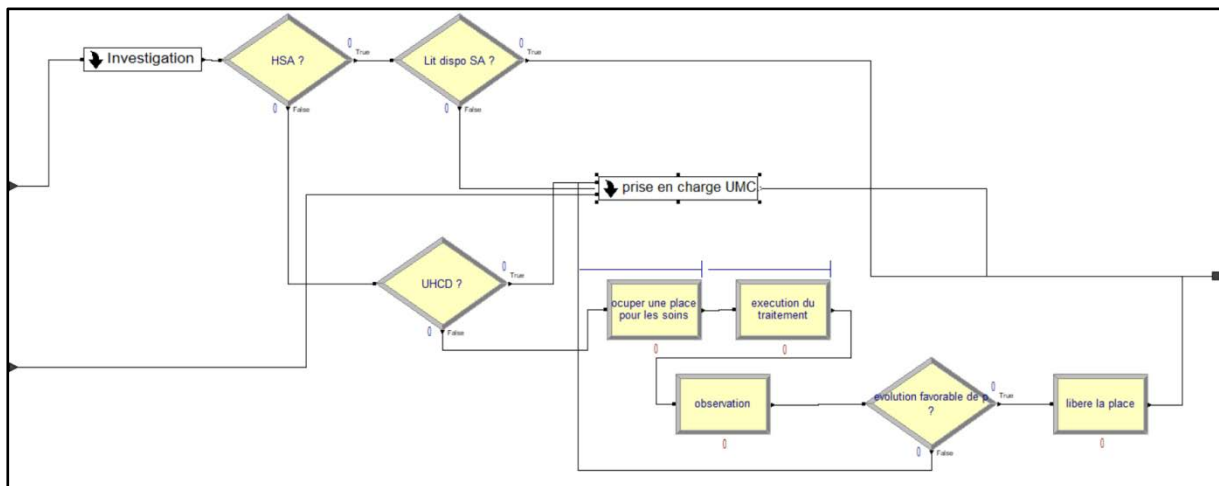 0
0
True
True
Investigation
HSA ?
Lit dispo SA ?
0
False
0
False
prise en charge UMC
0
True
UHCD ?
0
False
ocuper une place
pour les soins
execution du
traitement
0
0
0
True
observation
evolution favorable de p
?
libere la place
0
0
False
0